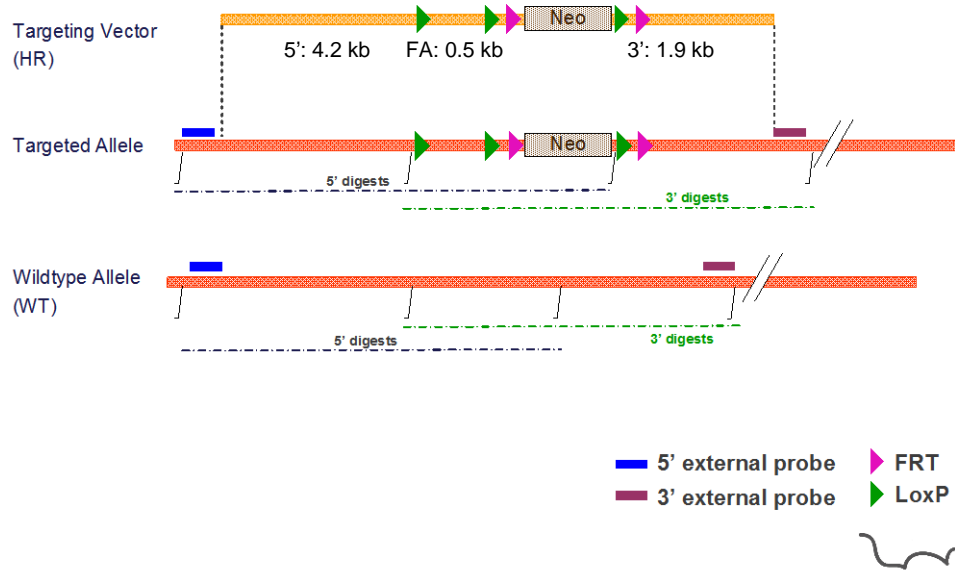 Targeting Vector
(HR)
Neo
5’: 4.2 kb FA: 0.5 kb 3’: 1.9 kb
Targeted Allele
Neo
5’ digests
3’ digests
Wildtype Allele
(WT)
5’ digests
3’ digests
5’ external probe FRT
3’ external probe LoxP